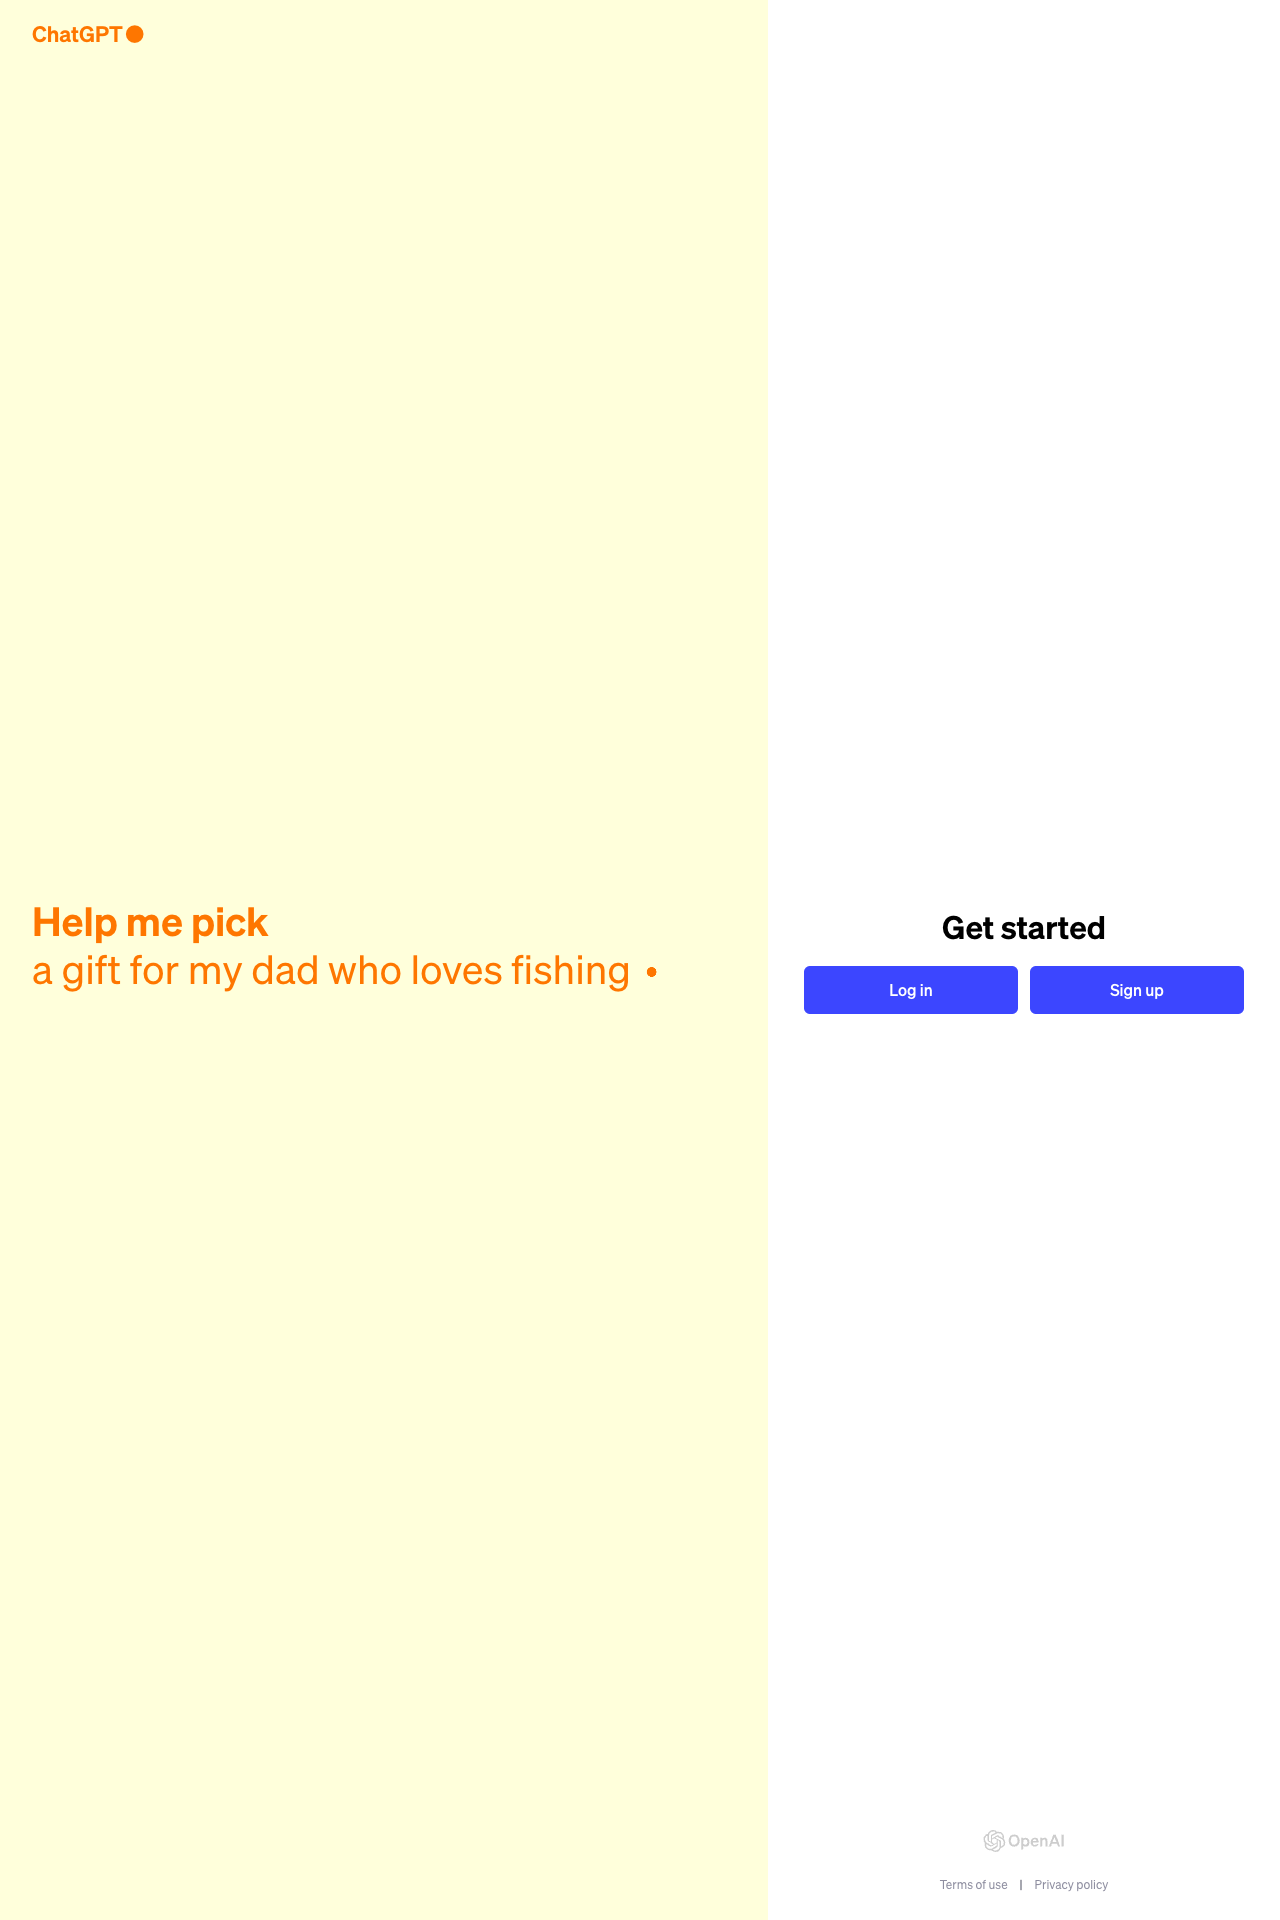 ChatGPT
Help me pick
a gift for my dad who loves fishing
Get started
Log in
Sign up
OpenAI
Terms of use | Privacy policy